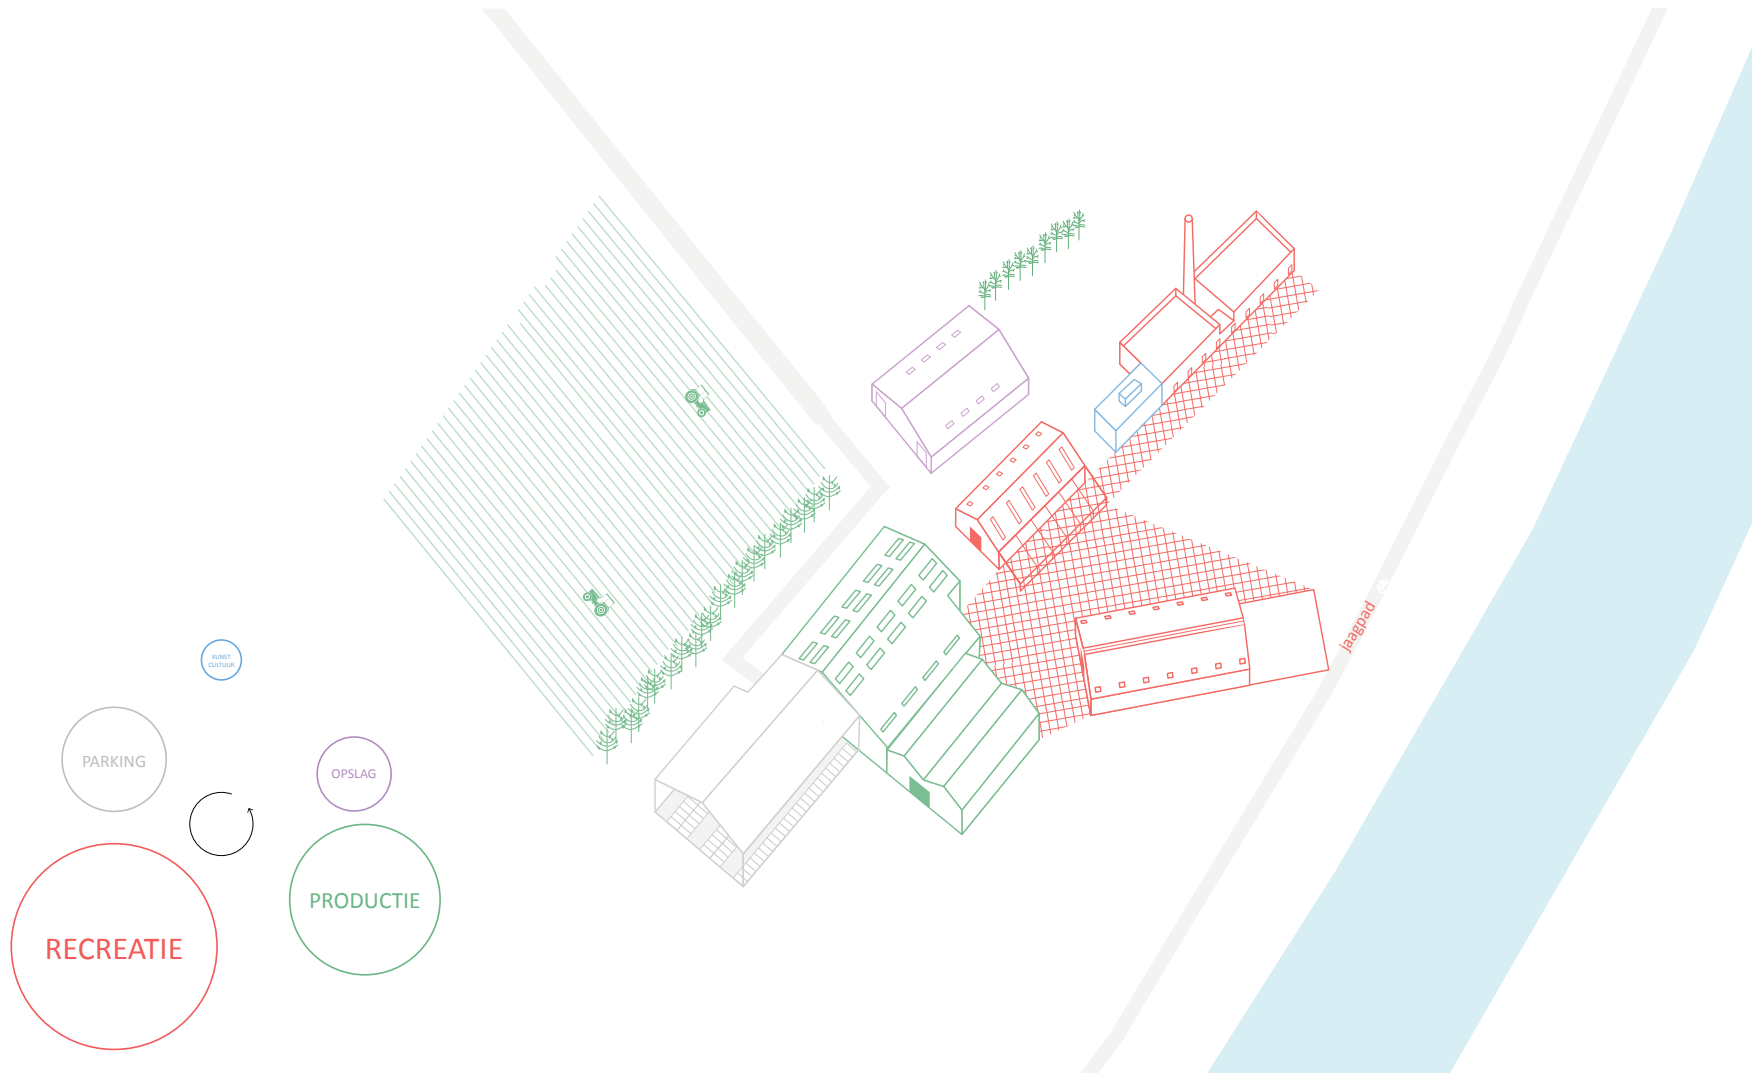 jaagpad
KUNST
CULTUUR
PARKING
OPSLAG
PRODUCTIE
RECREATIE